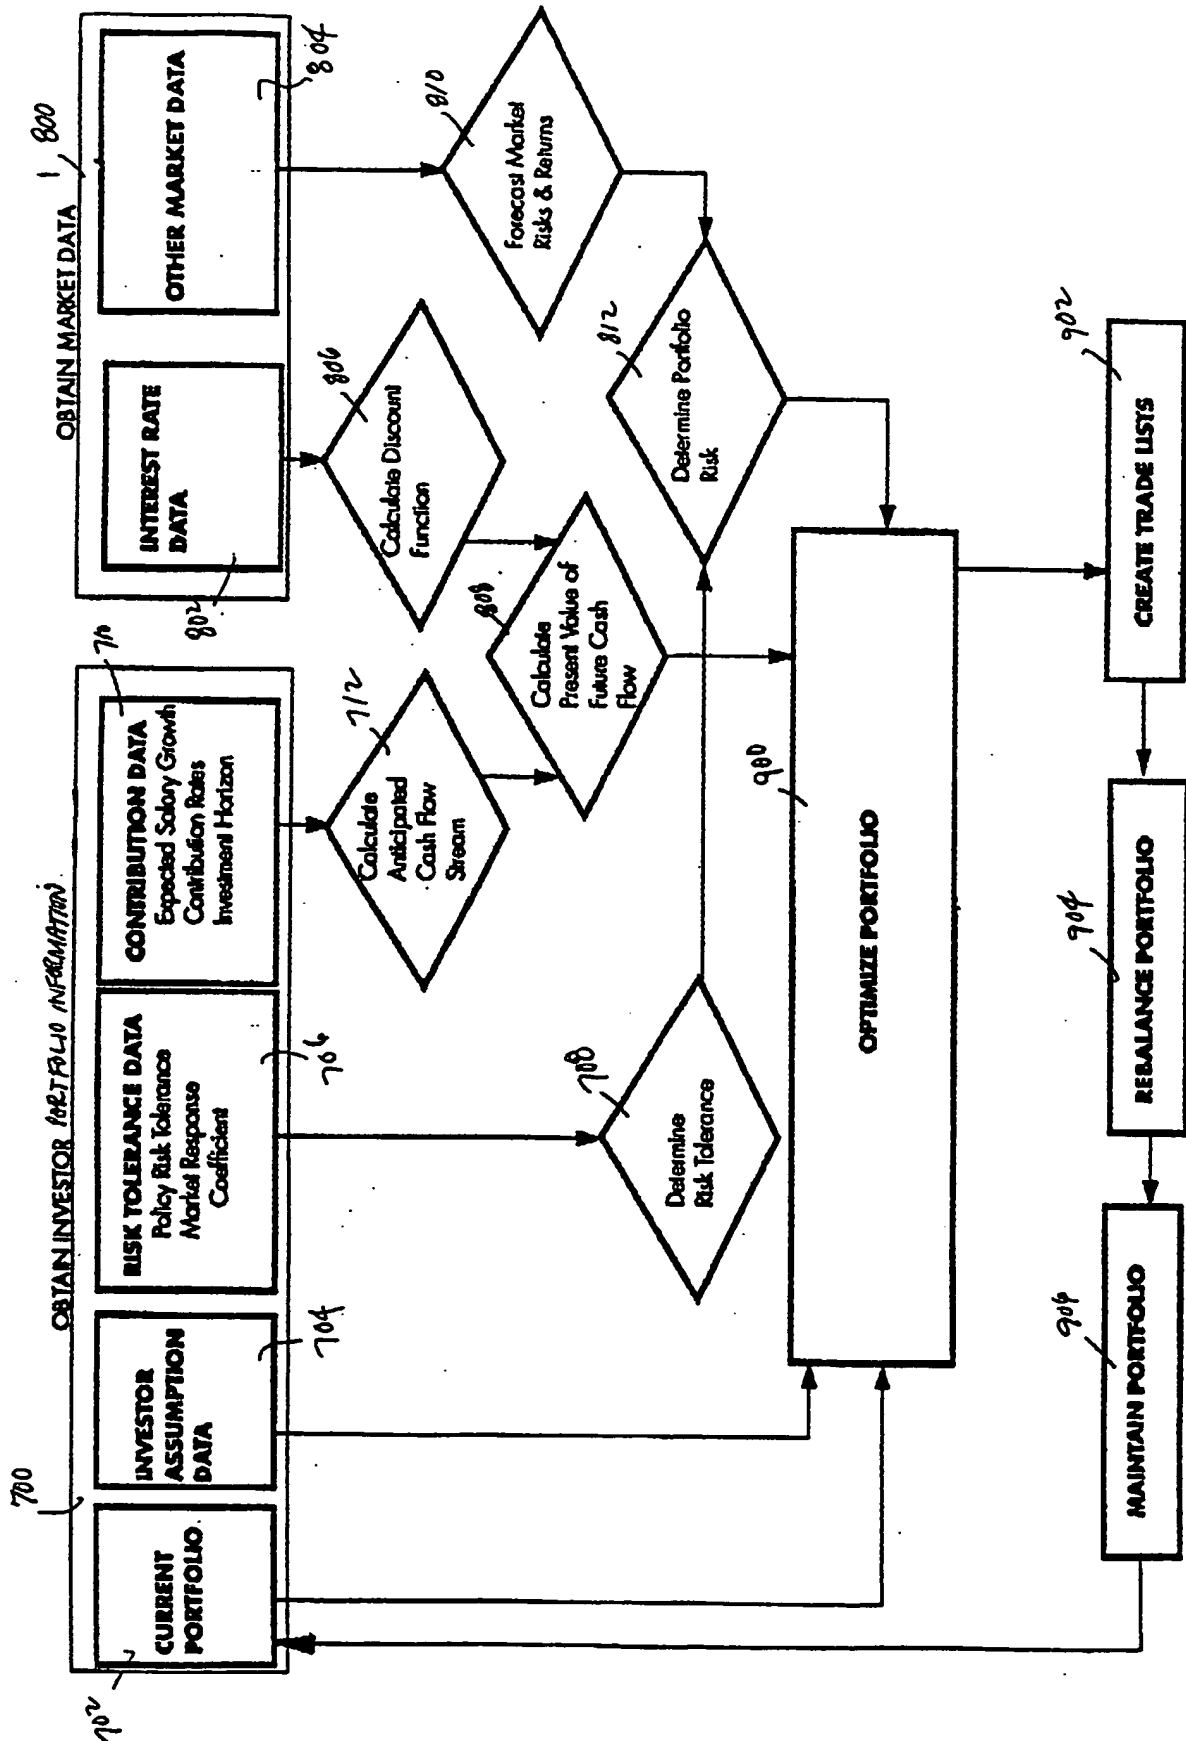 OBTAIN INVESTOR PORTFOLIO INFORMATION
700
CURRENT
PORTFOLIO
702
INVESTOR
ASSUMPTION
DATA
704
RISK TOLERANCE DATA
Policy Risk Tolerance
Market Response
Coefficient
706
CONTRIBUTION DATA
Expected Salary Growth
Contribution Rates
Investment Horizon
710
OBTAIN MARKET DATA
800
INTEREST RATE
DATA
802
OTHER MARKET DATA
804
Calculate
Anticipated
Cash Flow
Stream
712
Calculate Discount
Function
806
Forecast Market
Risks & Returns
810
Calculate
Present Value of
Future Cash
Flow
808
Determine
Risk Tolerance
708
Determine Portfolio
Risk
812
OPTIMIZE PORTFOLIO
900
MAINTAIN PORTFOLIO
906
REBALANCE PORTFOLIO
904
CREATE TRADE LISTS
902